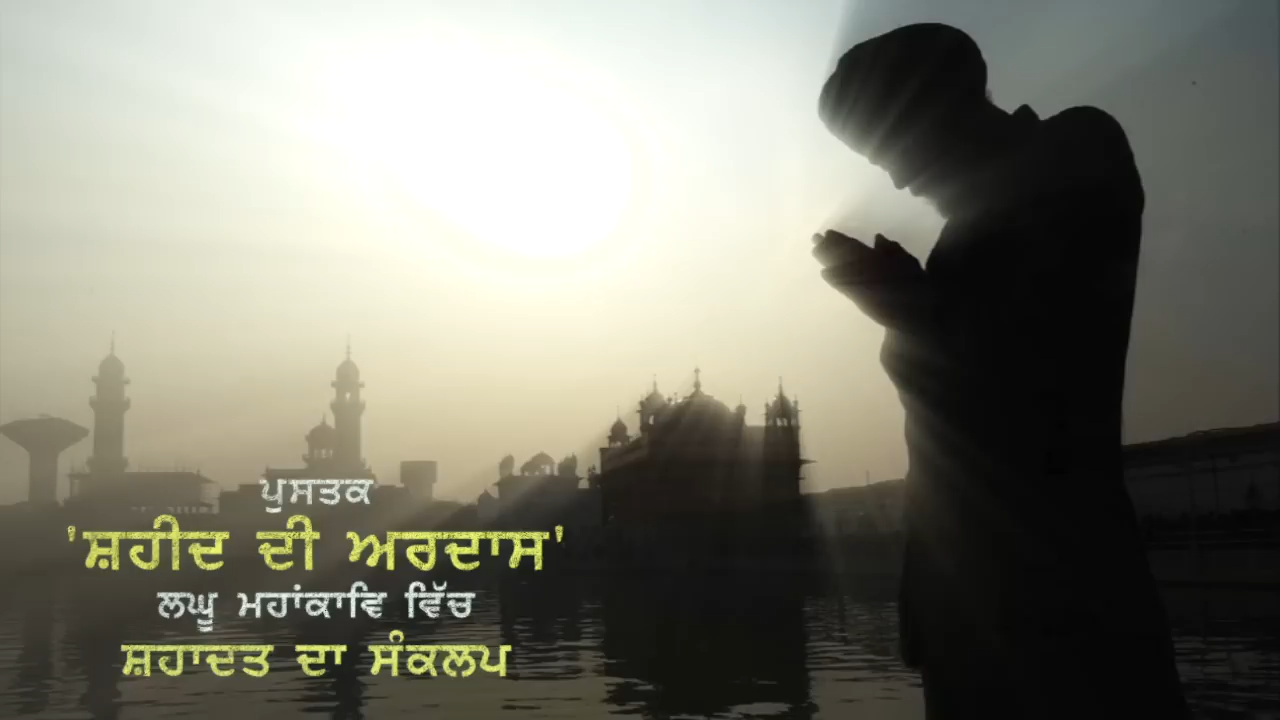 ਪੁਸਤਕ
'ਸ਼ਹੀਦ ਦੀ ਅਰਦਾਸ'
ਲਘੂ ਮਹਾਂਕਾਵਿ ਵਿੱਚ
ਸ਼ਹਾਦਤ ਦਾ ਸੰਕਲਪ